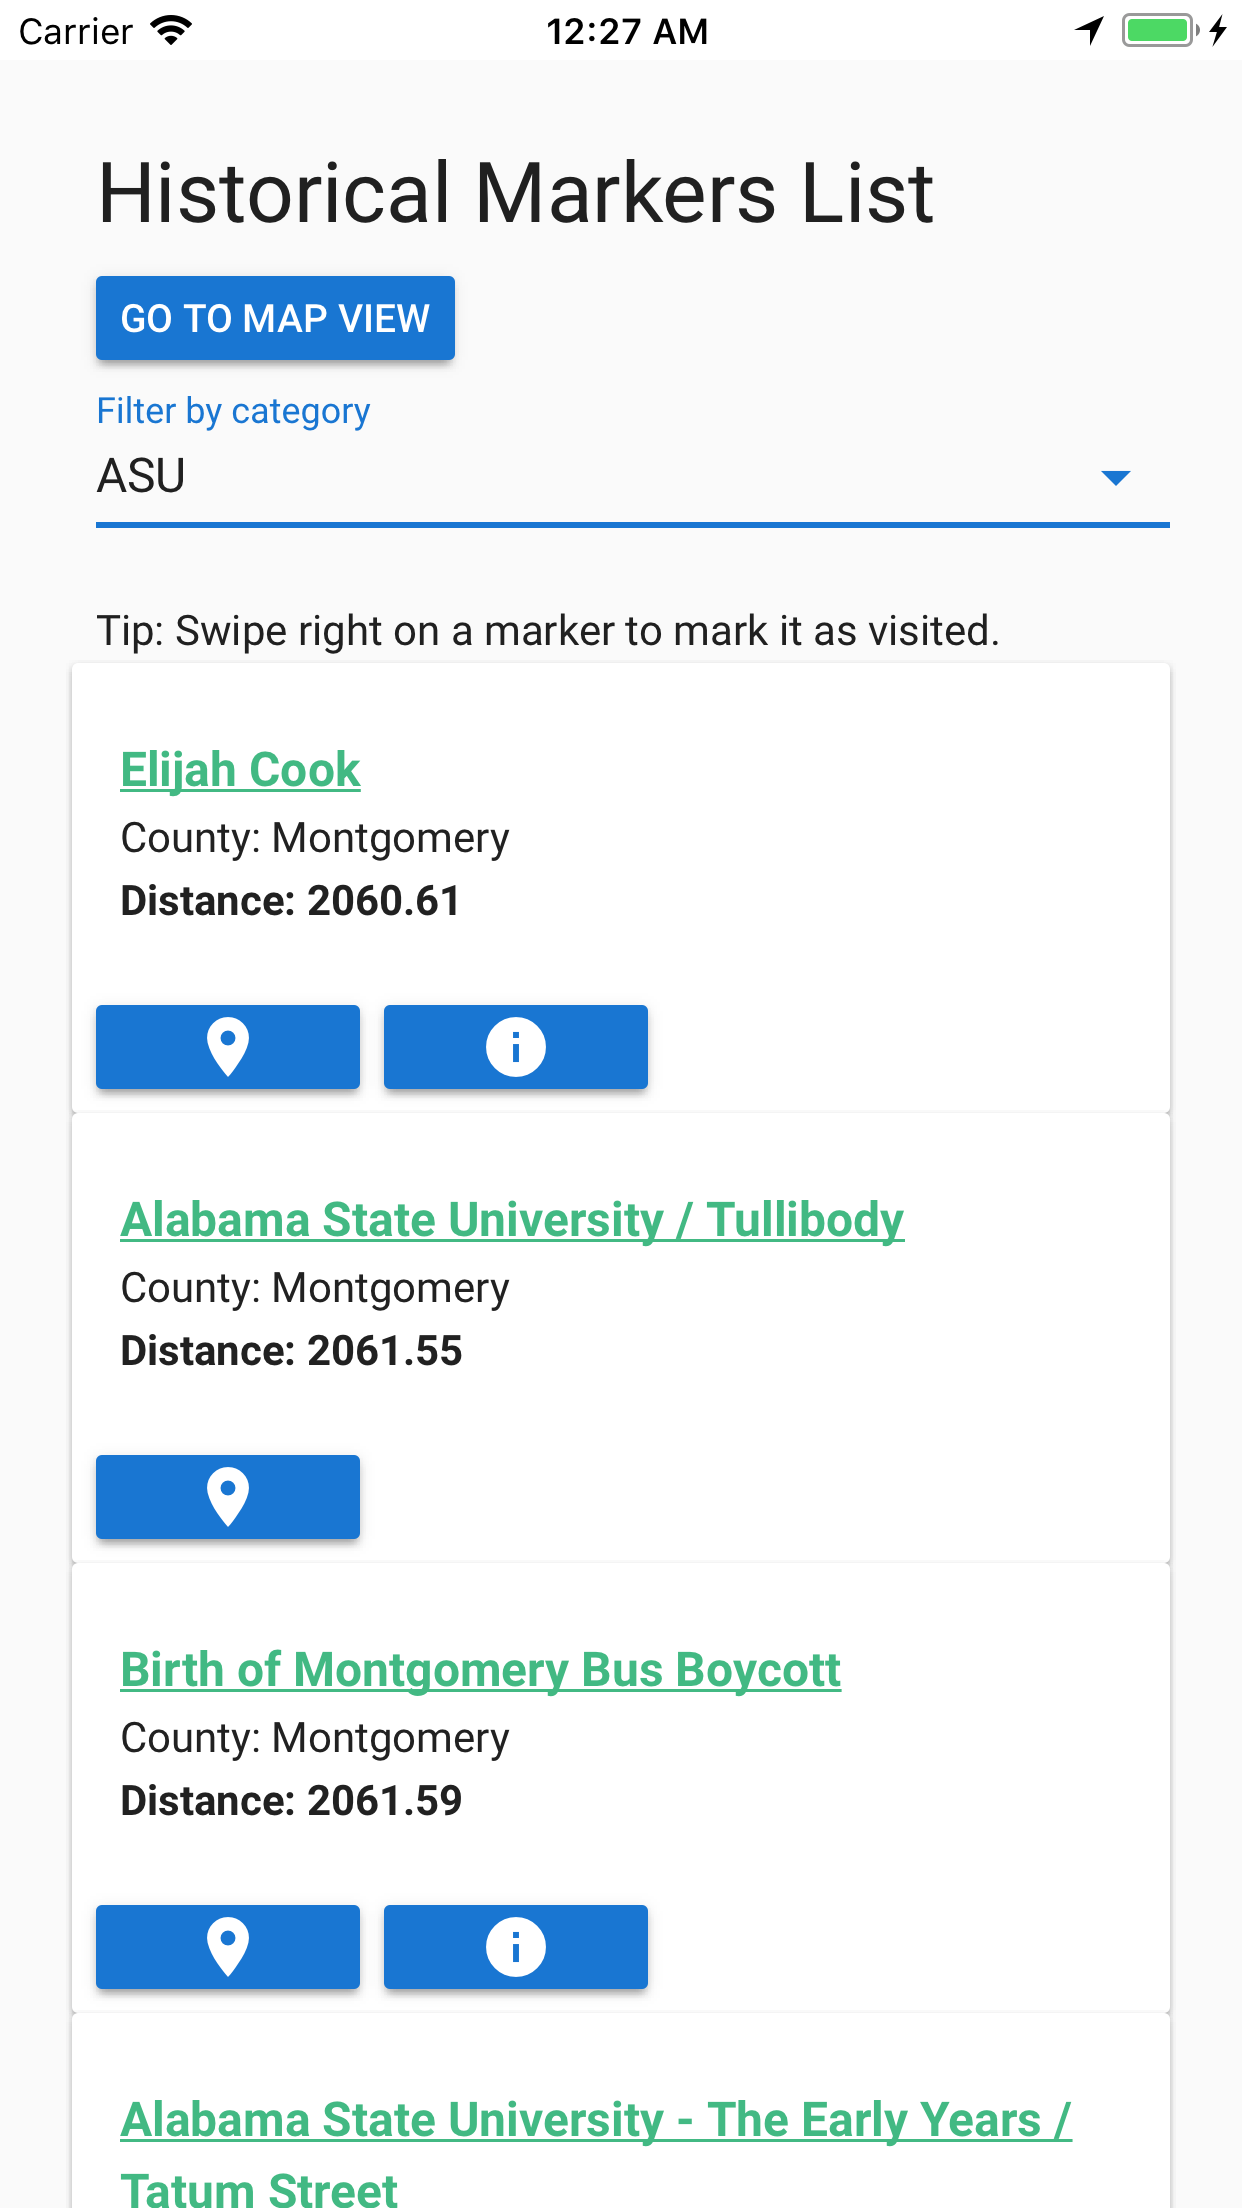 Carrier 12:27 AM
Historical Markers List
GO TO MAP VIEW
Filter by category
ASU
Tip: Swipe right on a marker to mark it as visited.
Elijah Cook
County: Montgomery
Distance: 2060.61
Alabama State University / Tullibody
County: Montgomery
Distance: 2061.55
Birth of Montgomery Bus Boycott
County: Montgomery
Distance: 2061.59
Alabama State University - The Early Years /
Tatum Street